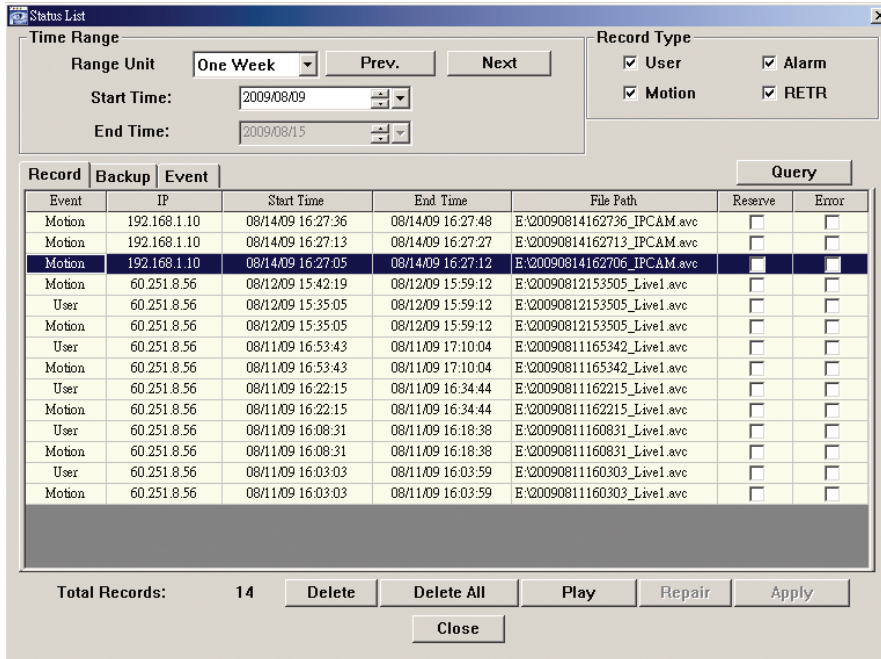 Status List
Time Range
Range Unit One Week Prev. Next
Start Time: 2009/08/09
End Time: 2009/08/15
Record Type
User Alarm
Motion RETR
Record Backup Event
Query
Event IP Start Time End Time File Path Reserve Error
Motion 192.168.1.10 08/14/09 16:27:36 08/14/09 16:27:48 E:\20090814162736_IPCAM.avc
Motion 192.168.1.10 08/14/09 16:27:13 08/14/09 16:27:27 E:\20090814162713_IPCAM.avc
Motion 192.168.1.10 08/14/09 16:27:05 08/14/09 16:27:12 E:\20090814162706_IPCAM.avc
Motion 60.251.8.56 08/12/09 15:42:19 08/12/09 15:59:12 E:\20090812153505_Live1.avc
User 60.251.8.56 08/12/09 15:35:05 08/12/09 15:59:12 E:\20090812153505_Live1.avc
Motion 60.251.8.56 08/12/09 15:35:05 08/12/09 15:59:12 E:\20090812153505_Live1.avc
User 60.251.8.56 08/11/09 16:53:43 08/11/09 17:10:04 E:\20090811165342_Live1.avc
Motion 60.251.8.56 08/11/09 16:53:43 08/11/09 17:10:04 E:\20090811165342_Live1.avc
User 60.251.8.56 08/11/09 16:22:15 08/11/09 16:34:44 E:\20090811162215_Live1.avc
Motion 60.251.8.56 08/11/09 16:22:15 08/11/09 16:34:44 E:\20090811162215_Live1.avc
User 60.251.8.56 08/11/09 16:08:31 08/11/09 16:18:38 E:\20090811160831_Live1.avc
Motion 60.251.8.56 08/11/09 16:08:31 08/11/09 16:18:38 E:\20090811160831_Live1.avc
User 60.251.8.56 08/11/09 16:03:03 08/11/09 16:03:59 E:\20090811160303_Live1.avc
Motion 60.251.8.56 08/11/09 16:03:03 08/11/09 16:03:59 E:\20090811160303_Live1.avc
Total Records: 14 Delete Delete All Play Repair Apply
Close